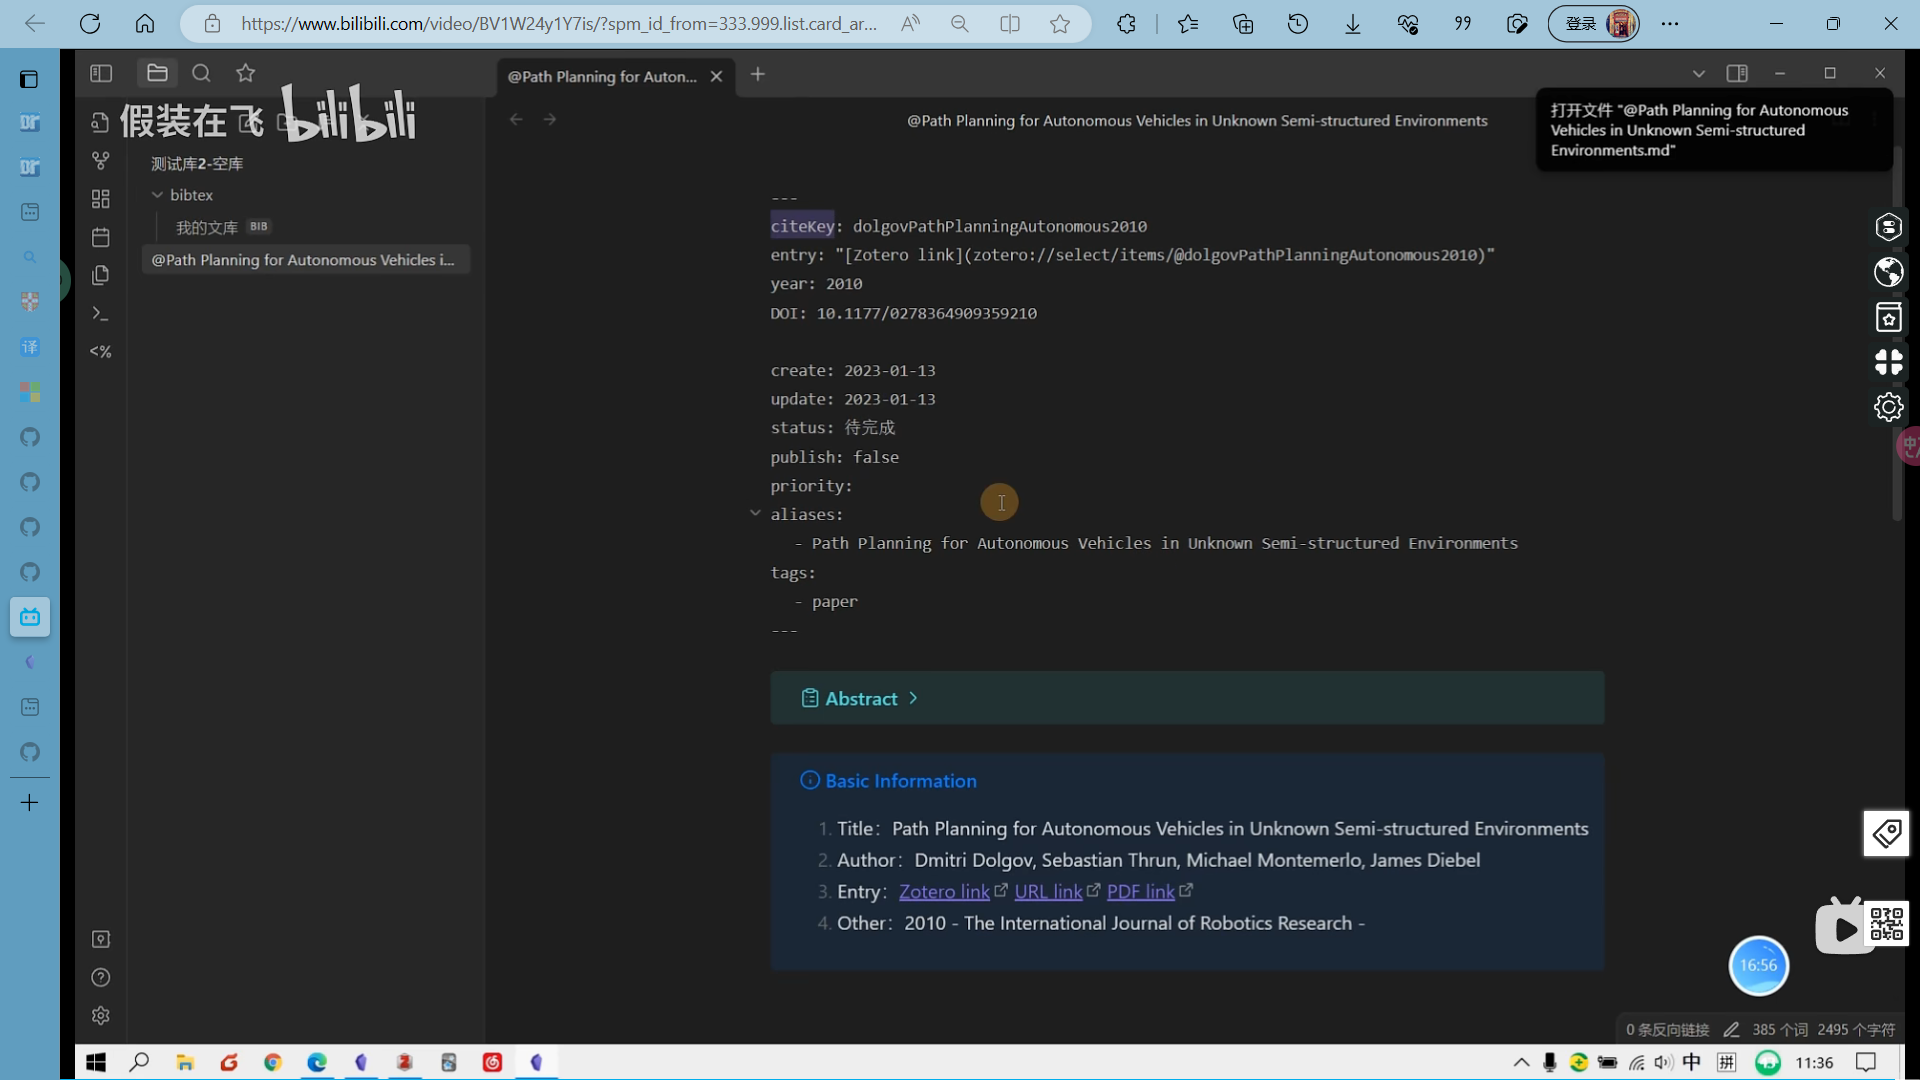 https://www.bilibili.com/video/BV1W24y1Y7is/?spm_id_from=333.999.list.card_ar...
登录
@Path Planning for Auton...
假装在飞 bilibili
@Path Planning for Autonomous Vehicles in Unknown Semi-structured Environments
打开文件 "@Path Planning for Autonomous
Vehicles in Unknown Semi-structured
Environments.md"
测试库2-空库
bibtex
我的文库 BIB
@Path Planning for Autonomous Vehicles i...
---
citeKey: dolgovPathPlanningAutonomous2010
entry: "[Zotero link](zotero://select/items/@dolgovPathPlanningAutonomous2010)"
year: 2010
DOI: 10.1177/0278364909359210
create: 2023-01-13
update: 2023-01-13
status: 待完成
publish: false
priority:
aliases:
- Path Planning for Autonomous Vehicles in Unknown Semi-structured Environments
tags:
- paper
---
Abstract
Basic Information
1. Title: Path Planning for Autonomous Vehicles in Unknown Semi-structured Environments
2. Author: Dmitri Dolgov, Sebastian Thrun, Michael Montemerlo, James Diebel
3. Entry: Zotero link URL link PDF link
4. Other: 2010 - The International Journal of Robotics Research -
译
16:56
0 条反向链接 385 个词 2495 个字符
中 拼 11:36